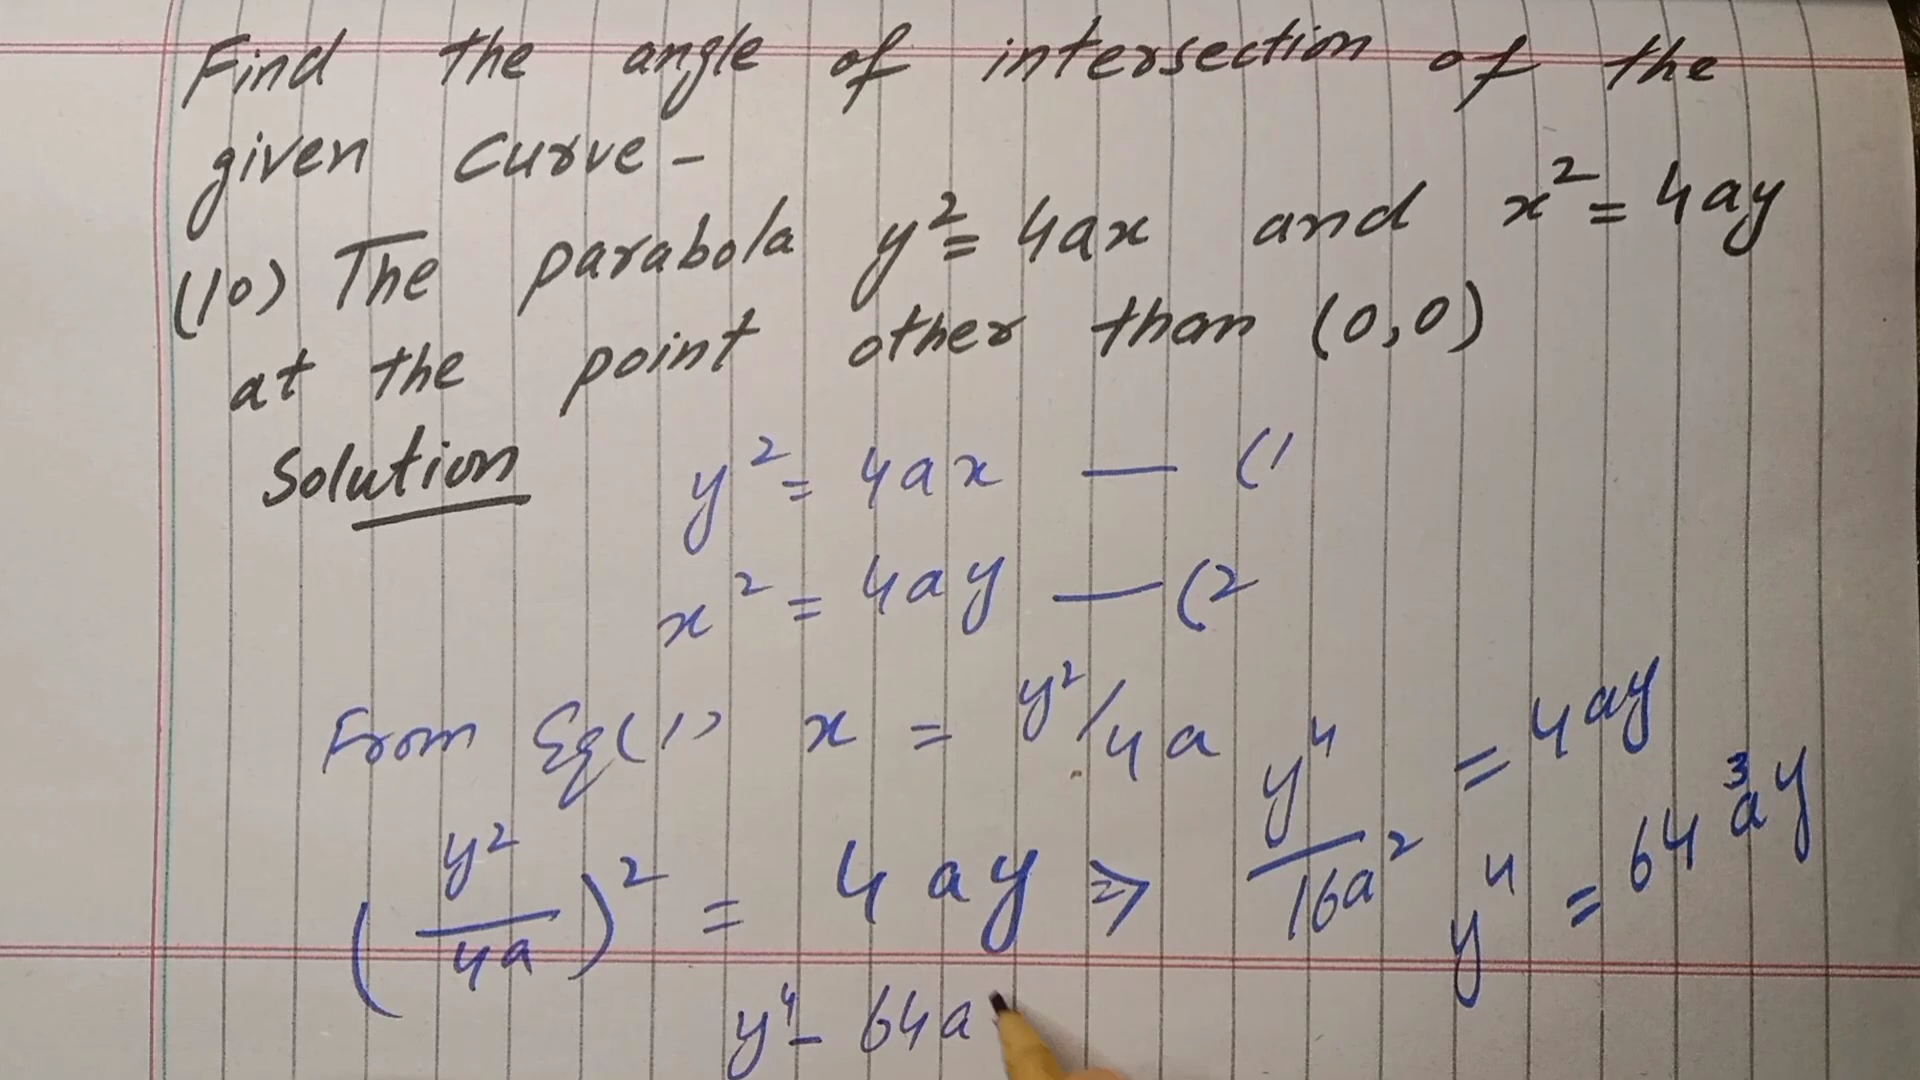 Find the angle of intersection of the
given curve -
(10) The parabola y² = 4ax and x² = 4ay
at the point other than (0,0)
Solution y² = 4ax — (1
x² = 4ay — (2
From Eq(1) x = y²/4a
(y²/4a)² = 4ay ⇒ y⁴/16a² = 4ay
y⁴ = 64a³y
y⁴ - 64a